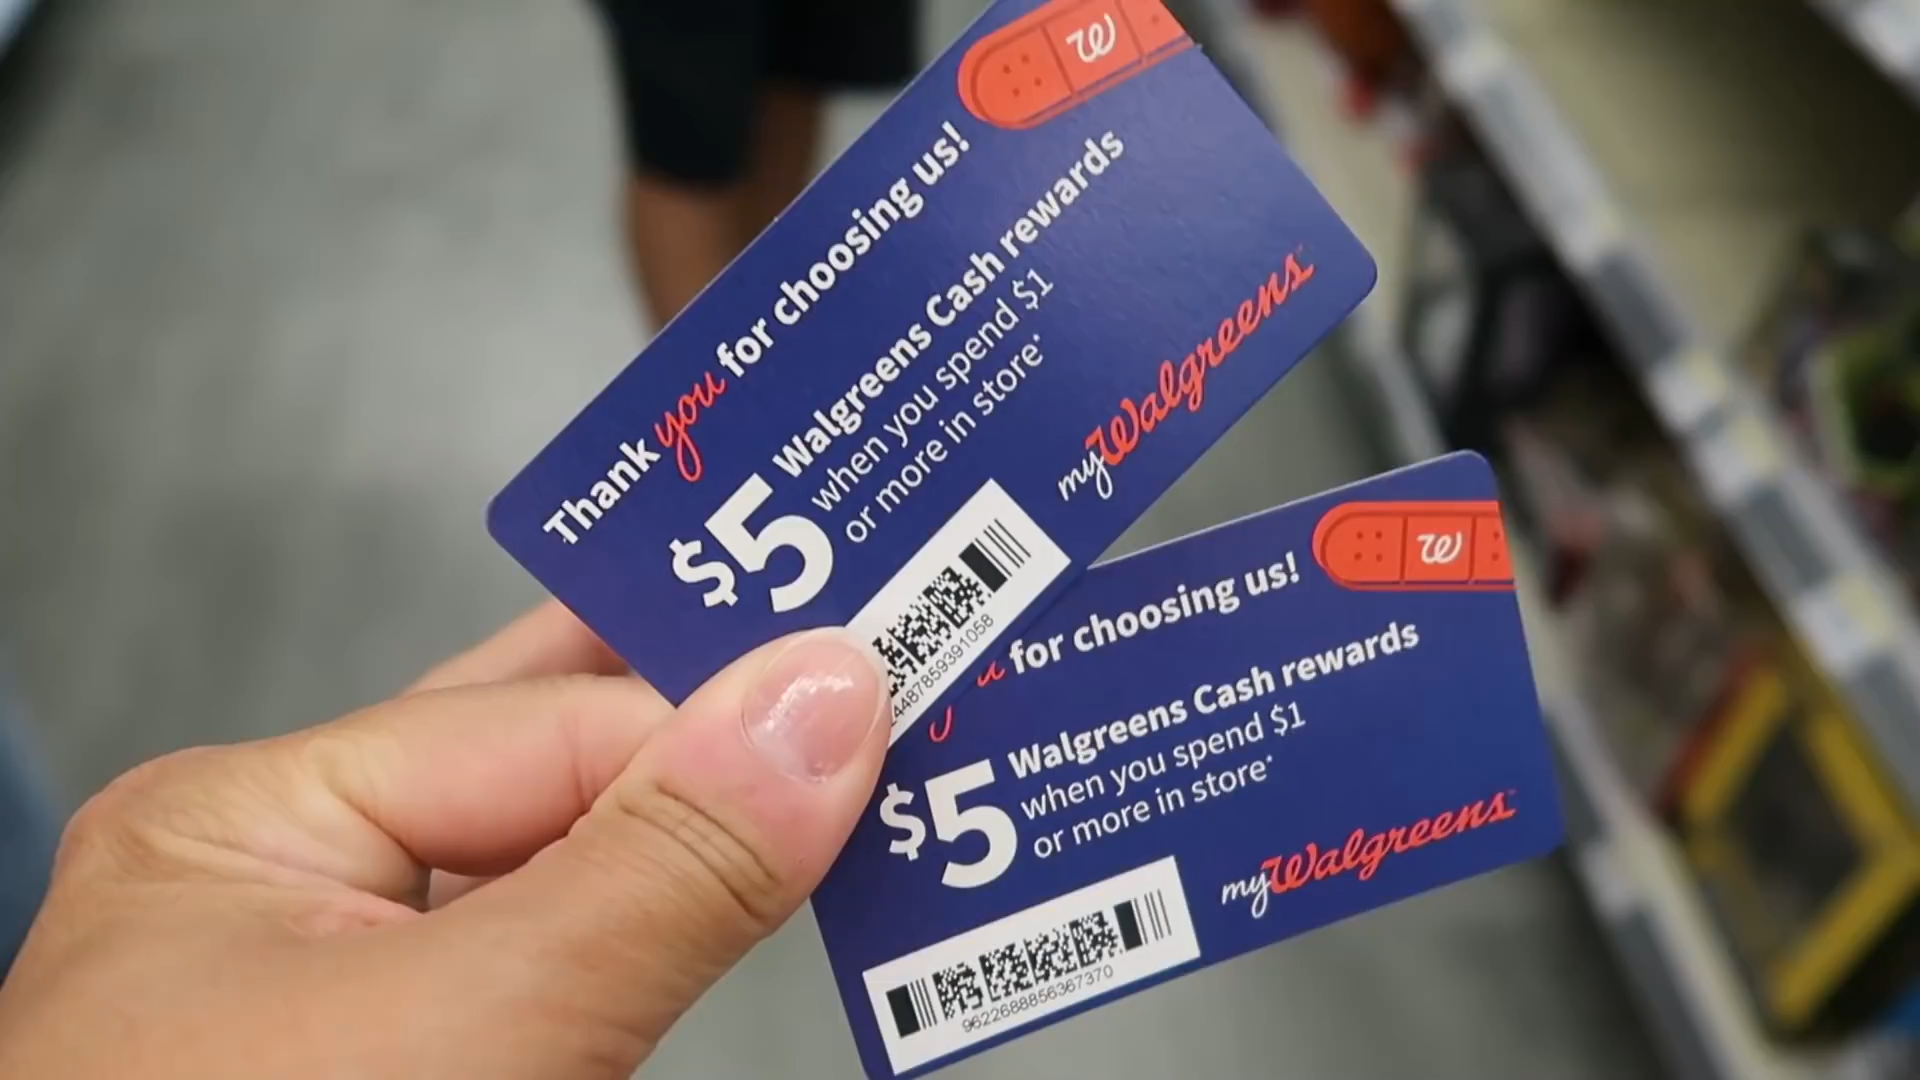 W
Thank you for choosing us!
$5 Walgreens Cash rewards
when you spend $1
or more in store*
myWalgreens
4487859391058
W
for choosing us!
$5 Walgreens Cash rewards
when you spend $1
or more in store*
myWalgreens
9622688856367370